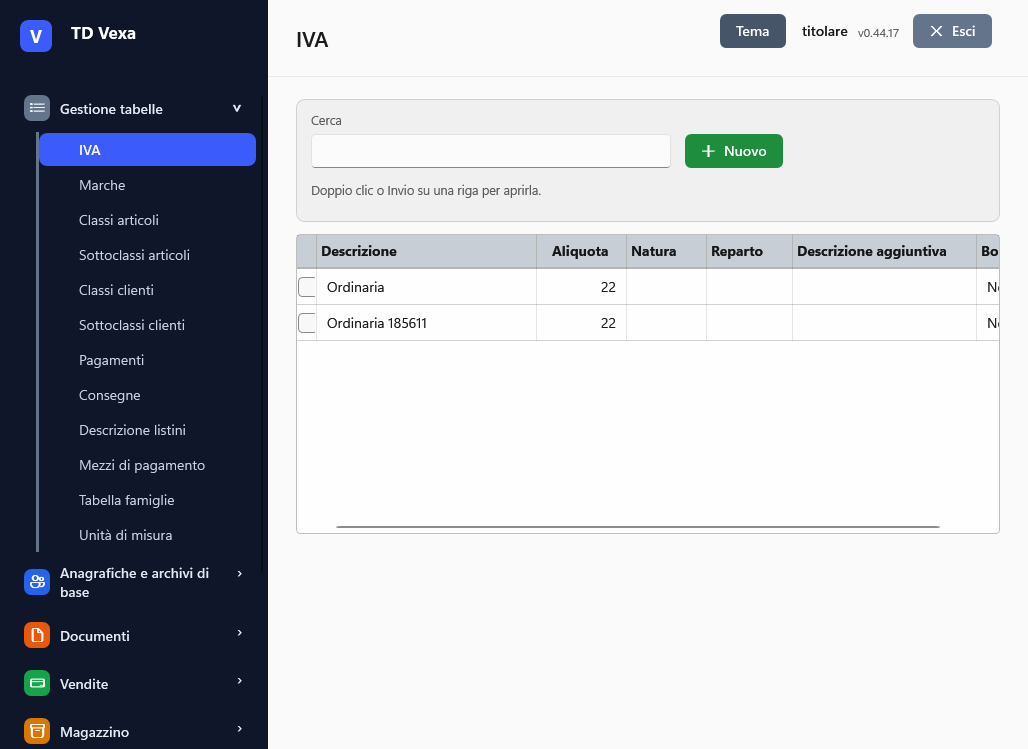 V TD Vexa
Gestione tabelle
IVA
Marche
Classi articoli
Sottoclassi articoli
Classi clienti
Sottoclassi clienti
Pagamenti
Consegne
Descrizione listini
Mezzi di pagamento
Tabella famiglie
Unità di misura
Anagrafiche e archivi di
base
Documenti
Vendite
Magazzino
IVA
Tema titolare v0.44.17 Esci
Cerca
Nuovo
Doppio clic o Invio su una riga per aprirla.
Descrizione Aliquota Natura Reparto Descrizione aggiuntiva
Ordinaria 22
Ordinaria 185611 22